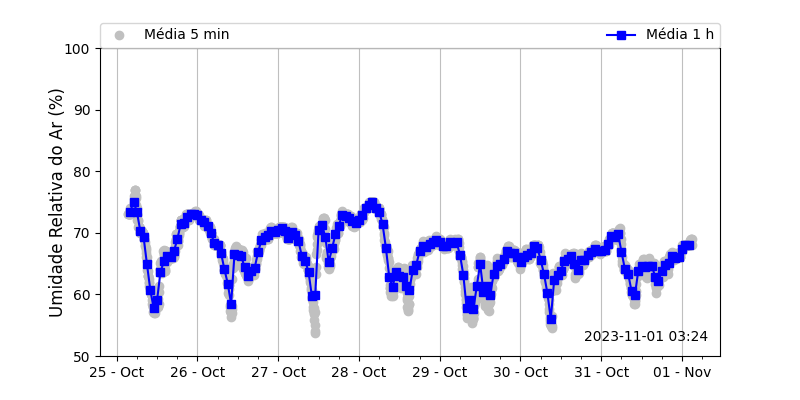 Média 5 min
Média 1 h
Umidade Relativa do Ar (%)
100
90
80
70
60
50
2023-11-01 03:24
25 - Oct
26 - Oct
27 - Oct
28 - Oct
29 - Oct
30 - Oct
31 - Oct
01 - Nov